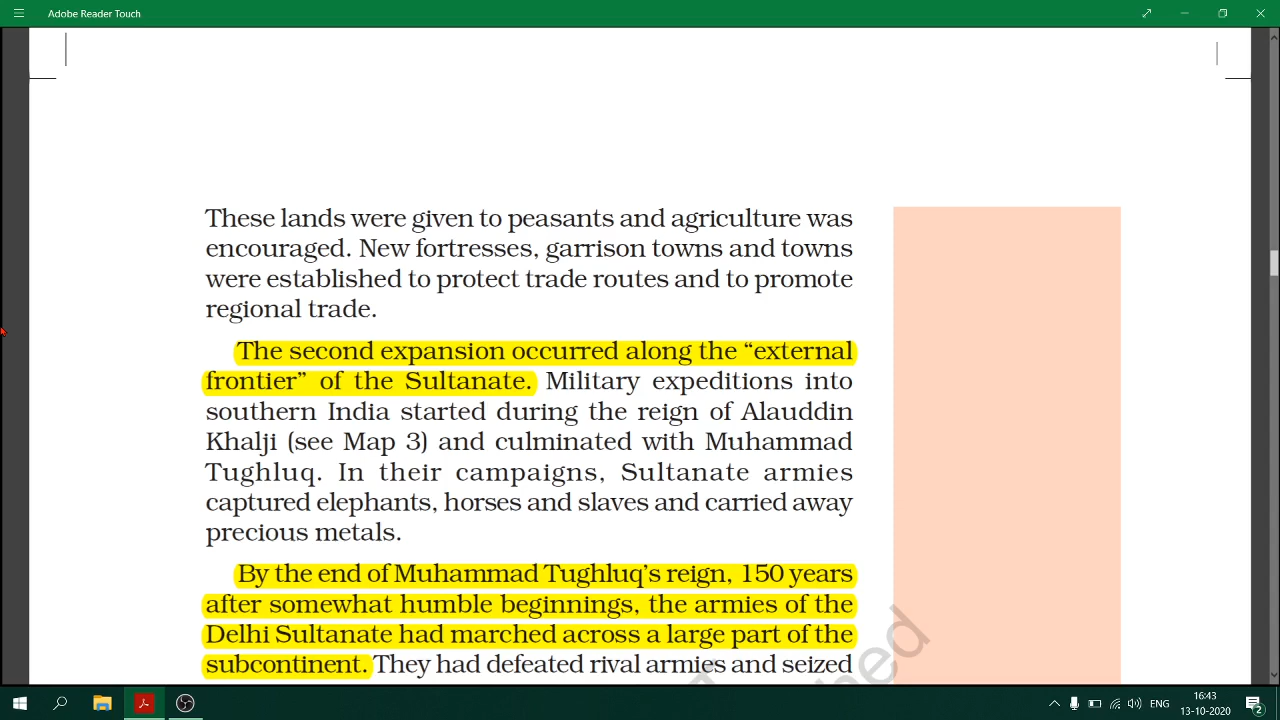 Adobe Reader Touch
These lands were given to peasants and agriculture was
encouraged. New fortresses, garrison towns and towns
were established to protect trade routes and to promote
regional trade.
The second expansion occurred along the “external
frontier” of the Sultanate. Military expeditions into
southern India started during the reign of Alauddin
Khalji (see Map 3) and culminated with Muhammad
Tughluq. In their campaigns, Sultanate armies
captured elephants, horses and slaves and carried away
precious metals.
By the end of Muhammad Tughluq’s reign, 150 years
after somewhat humble beginnings, the armies of the
Delhi Sultanate had marched across a large part of the
subcontinent. They had defeated rival armies and seized
ENG
16:43
13-10-2020
2